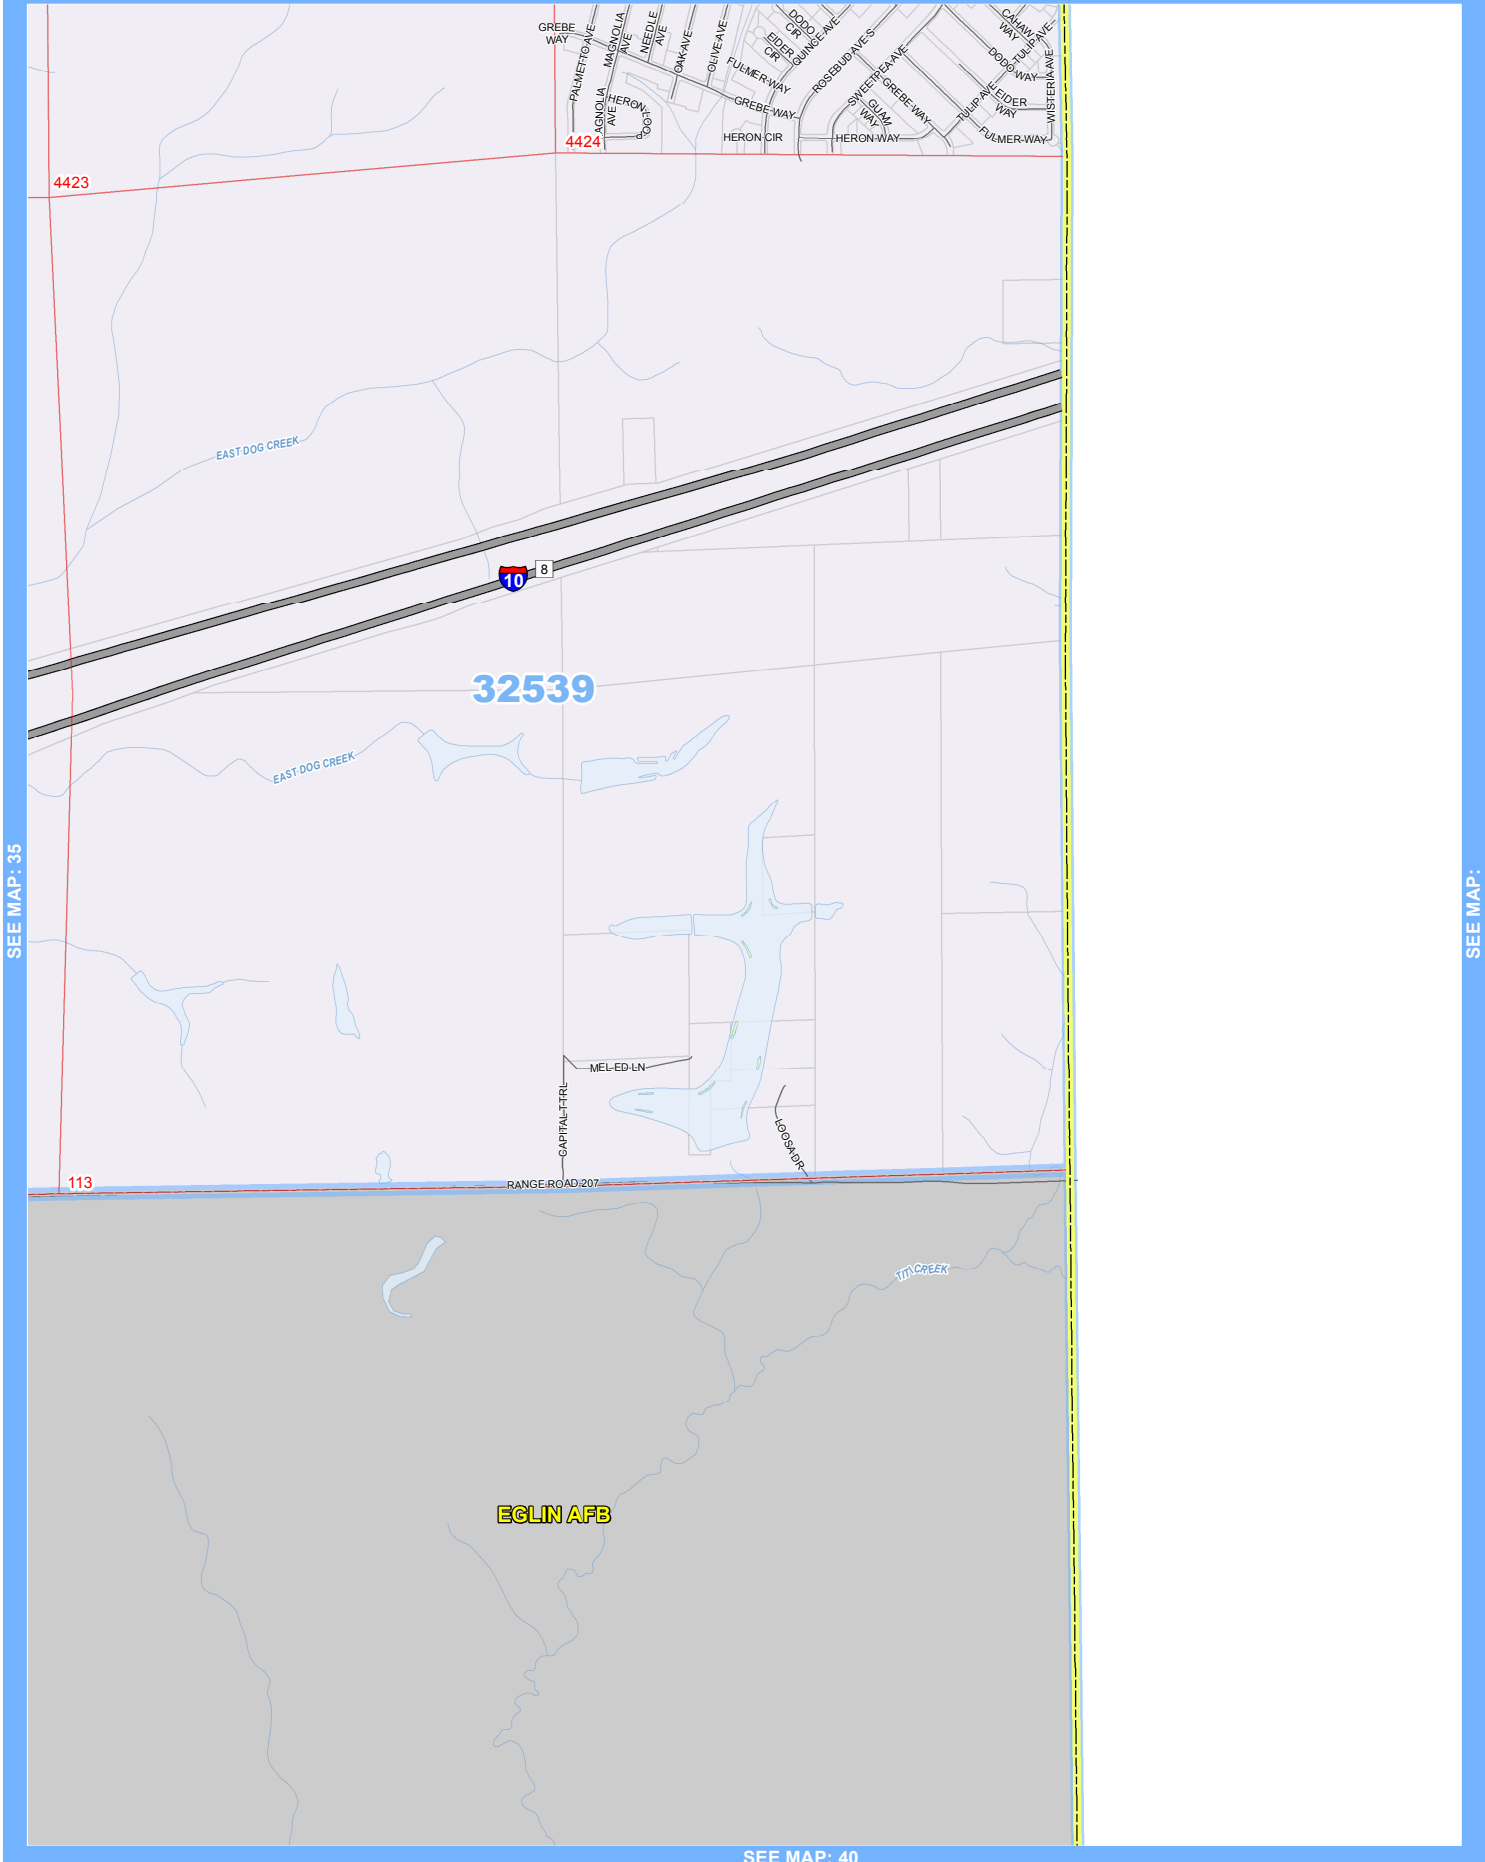 GREBE
WAY
PALMETTO AVE
MAGNOLIA
AVE
NEEDLE
AVE
OAK AVE
OLIVE AVE
DODO
CIR
EIDER
CIR
QUINCE AVE
FULMER WAY
ROSEBUD AVE S
SWEETPEA AVE
GREBE WAY
GUAM
WAY
CAHAW
WAY
TULIP AVE
DODO WAY
WISTERIA AVE
EIDER
WAY
TULIP AVE
FULMER WAY
AGNOLIA
AVE
HERON
LOOP
GREBE WAY
HERON CIR
HERON WAY
4424
4423
EAST DOG CREEK
10
8
32539
EAST DOG CREEK
SEE MAP: 35
SEE MAP:
MEL ED LN
CAPITAL T TRL
LOOSA DR
113
RANGE ROAD 207
TITI CREEK
EGLIN AFB
SEE MAP: 40